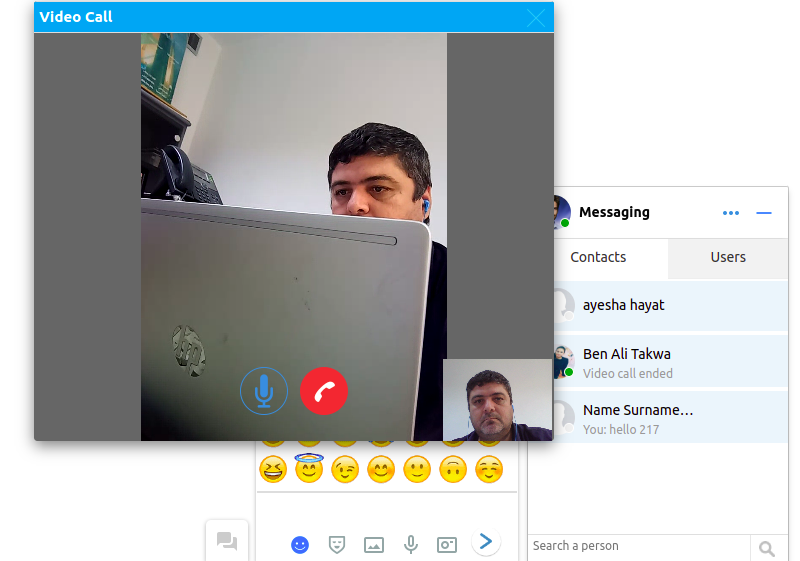 Video Call
Messaging
Contacts
Users
ayesha hayat
Ben Ali Takwa
Video call ended
Name Surname…
You: hello 217
Search a person
hp